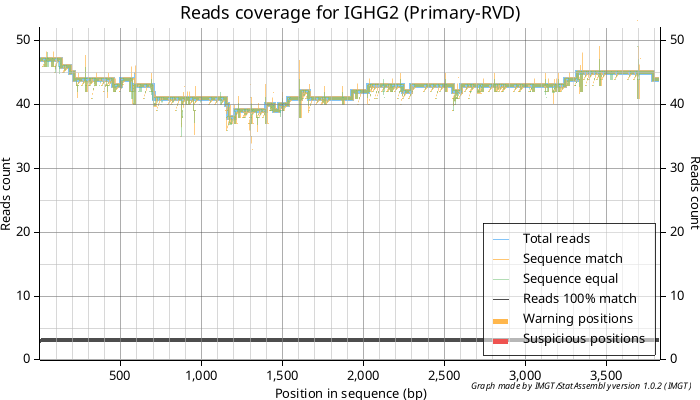 Reads coverage for IGHG2 (Primary-RVD)
50
40
30
20
10
0
Reads count
50
40
30
20
10
0
Reads count
Total reads
Sequence match
Sequence equal
Reads 100% match
Warning positions
Suspicious positions
500
1,000
1,500
2,000
2,500
3,000
3,500
Position in sequence (bp)
Graph made by IMGT/StatAssembly version 1.0.2 (IMGT)